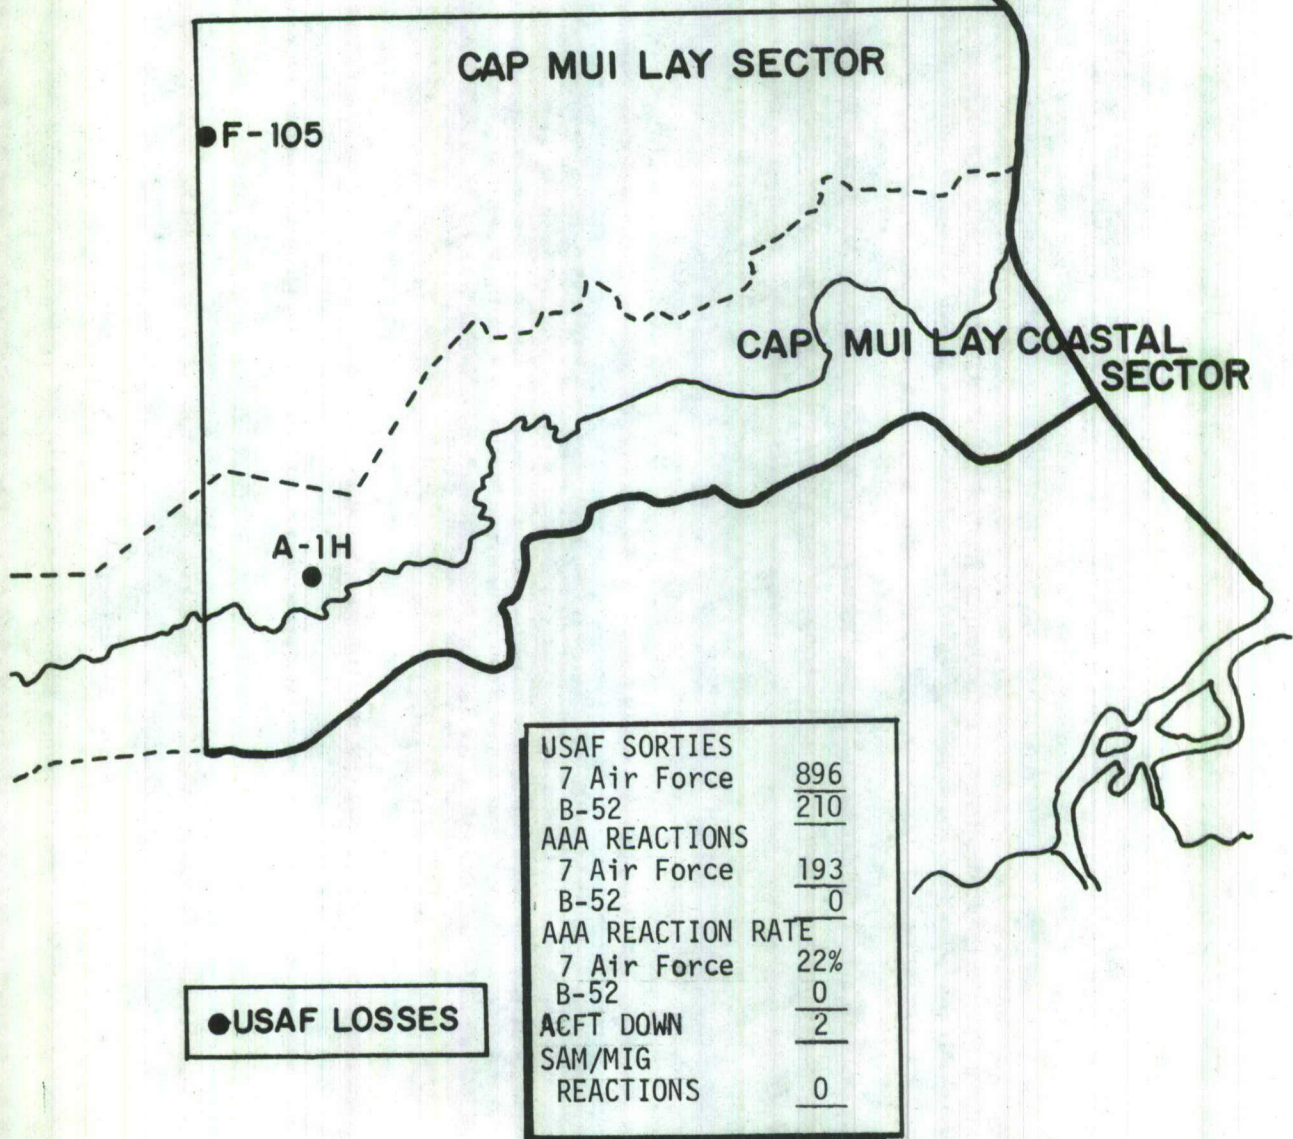 CAP MUI LAY SECTOR
F-105
CAP MUI LAY COASTAL
SECTOR
A-1H
USAF SORTIES
7 Air Force 896
B-52 210
AAA REACTIONS
7 Air Force 193
B-52 0
AAA REACTION RATE
7 Air Force 22%
B-52 0
ACFT DOWN 2
SAM/MIG
REACTIONS 0
USAF LOSSES